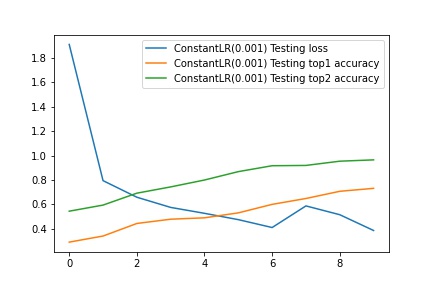 ConstantLR(0.001) Testing loss
ConstantLR(0.001) Testing top1 accuracy
ConstantLR(0.001) Testing top2 accuracy
1.8
1.6
1.4
1.2
1.0
0.8
0.6
0.4
0 2 4 6 8